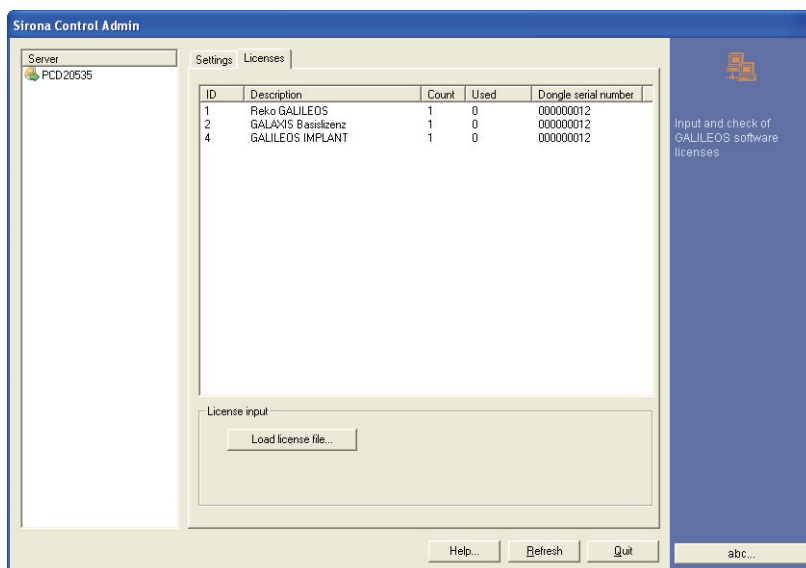 Sirona Control Admin
Server
PCD20535
Settings Licenses
ID Description Count Used Dongle serial number
1 Reko GALILEOS 1 0 000000012
2 GALAXIS Basislizenz 1 0 000000012
4 GALILEOS IMPLANT 1 0 000000012
License input
Load license file...
Help... Refresh Quit
Input and check of
GALILEOS software
licenses
abc...